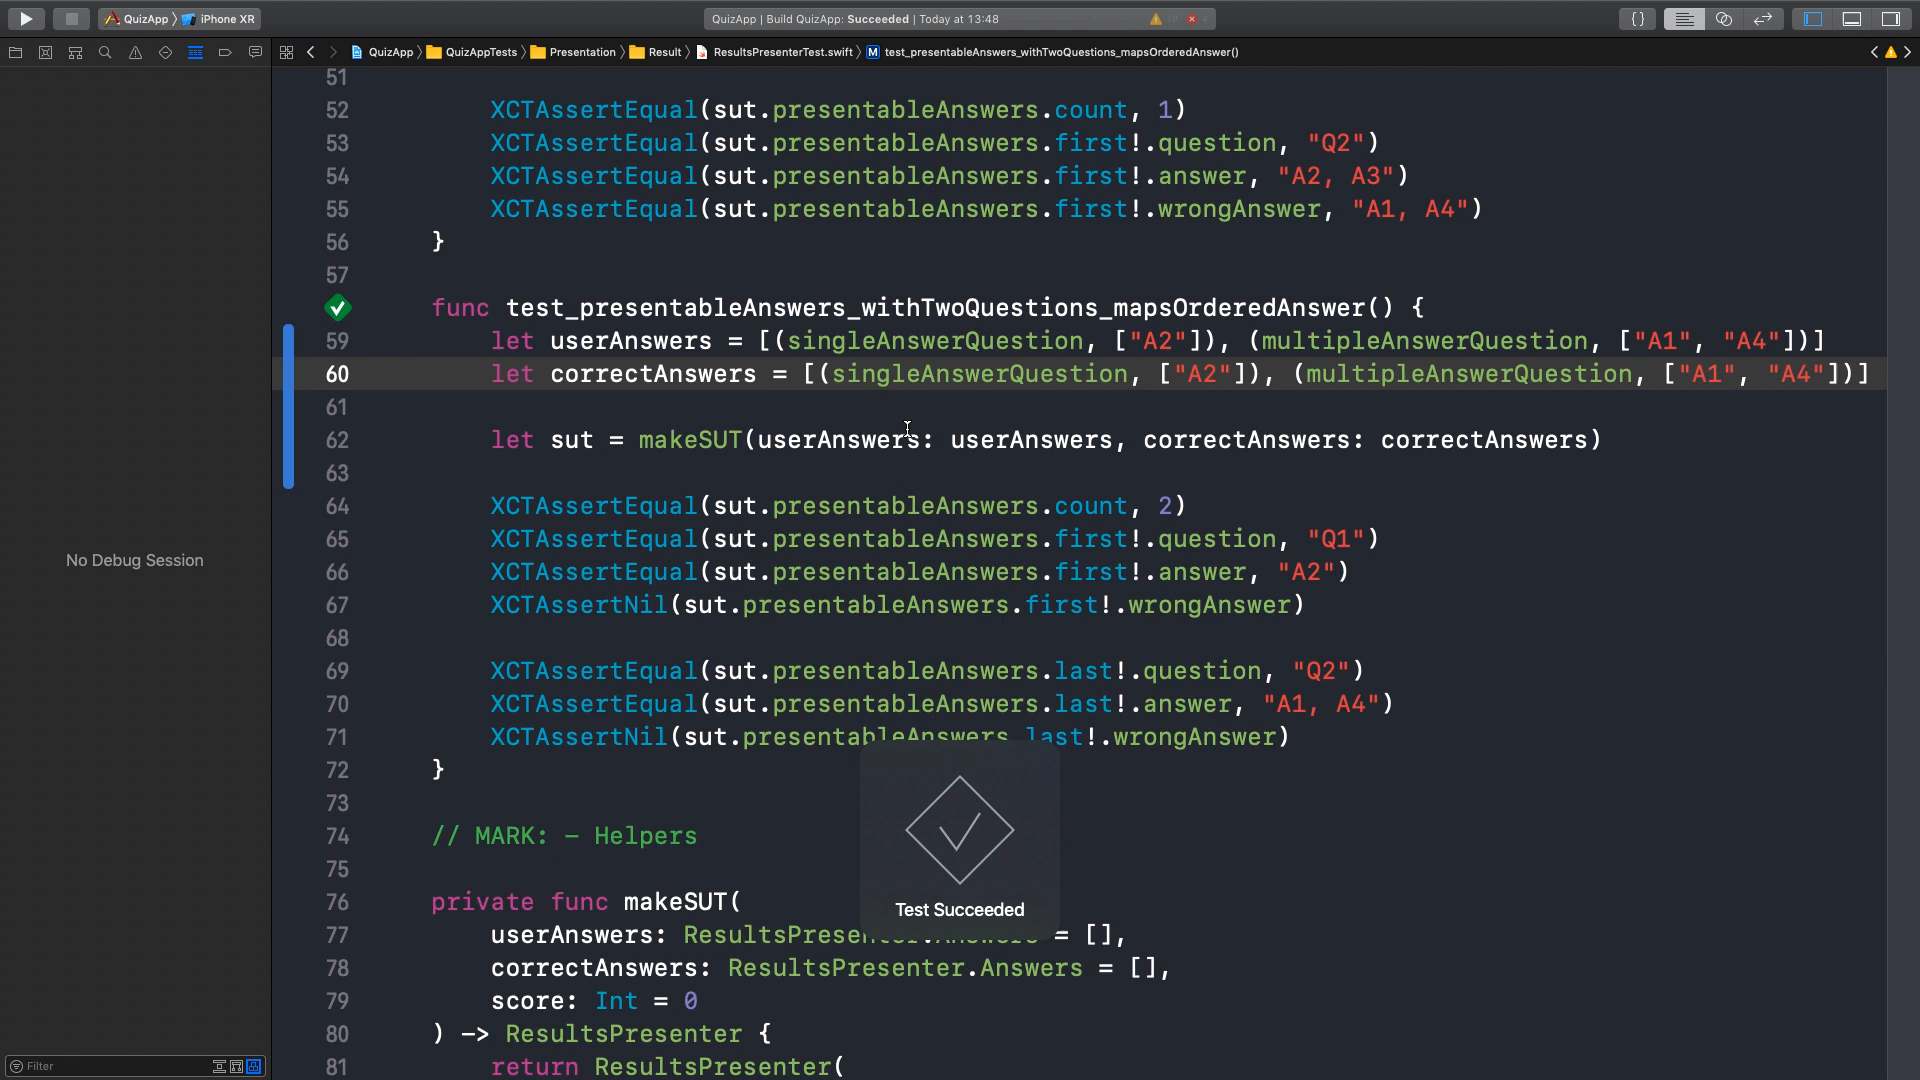 QuizApp 〉 iPhone XR
QuizApp | Build QuizApp: Succeeded | Today at 13:48
QuizApp 〉 QuizAppTests 〉 Presentation 〉 Result 〉 ResultsPresenterTest.swift 〉 M test_presentableAnswers_withTwoQuestions_mapsOrderedAnswer()
51
52 XCTAssertEqual(sut.presentableAnswers.count, 1)
53 XCTAssertEqual(sut.presentableAnswers.first!.question, "Q2")
54 XCTAssertEqual(sut.presentableAnswers.first!.answer, "A2, A3")
55 XCTAssertEqual(sut.presentableAnswers.first!.wrongAnswer, "A1, A4")
56 }
57
func test_presentableAnswers_withTwoQuestions_mapsOrderedAnswer() {
59 let userAnswers = [(singleAnswerQuestion, ["A2"]), (multipleAnswerQuestion, ["A1", "A4"])]
60 let correctAnswers = [(singleAnswerQuestion, ["A2"]), (multipleAnswerQuestion, ["A1", "A4"])]
61
62 let sut = makeSUT(userAnswers: userAnswers, correctAnswers: correctAnswers)
63
64 XCTAssertEqual(sut.presentableAnswers.count, 2)
65 XCTAssertEqual(sut.presentableAnswers.first!.question, "Q1")
66 XCTAssertEqual(sut.presentableAnswers.first!.answer, "A2")
67 XCTAssertNil(sut.presentableAnswers.first!.wrongAnswer)
68
69 XCTAssertEqual(sut.presentableAnswers.last!.question, "Q2")
70 XCTAssertEqual(sut.presentableAnswers.last!.answer, "A1, A4")
71 XCTAssertNil(sut.presentableAnswers.last!.wrongAnswer)
72 }
73
74 // MARK: - Helpers
75
76 private func makeSUT(
77 userAnswers: ResultsPresenter.Answers = [],
78 correctAnswers: ResultsPresenter.Answers = [],
79 score: Int = 0
80 ) -> ResultsPresenter {
81 return ResultsPresenter(
No Debug Session
Test Succeeded
Filter